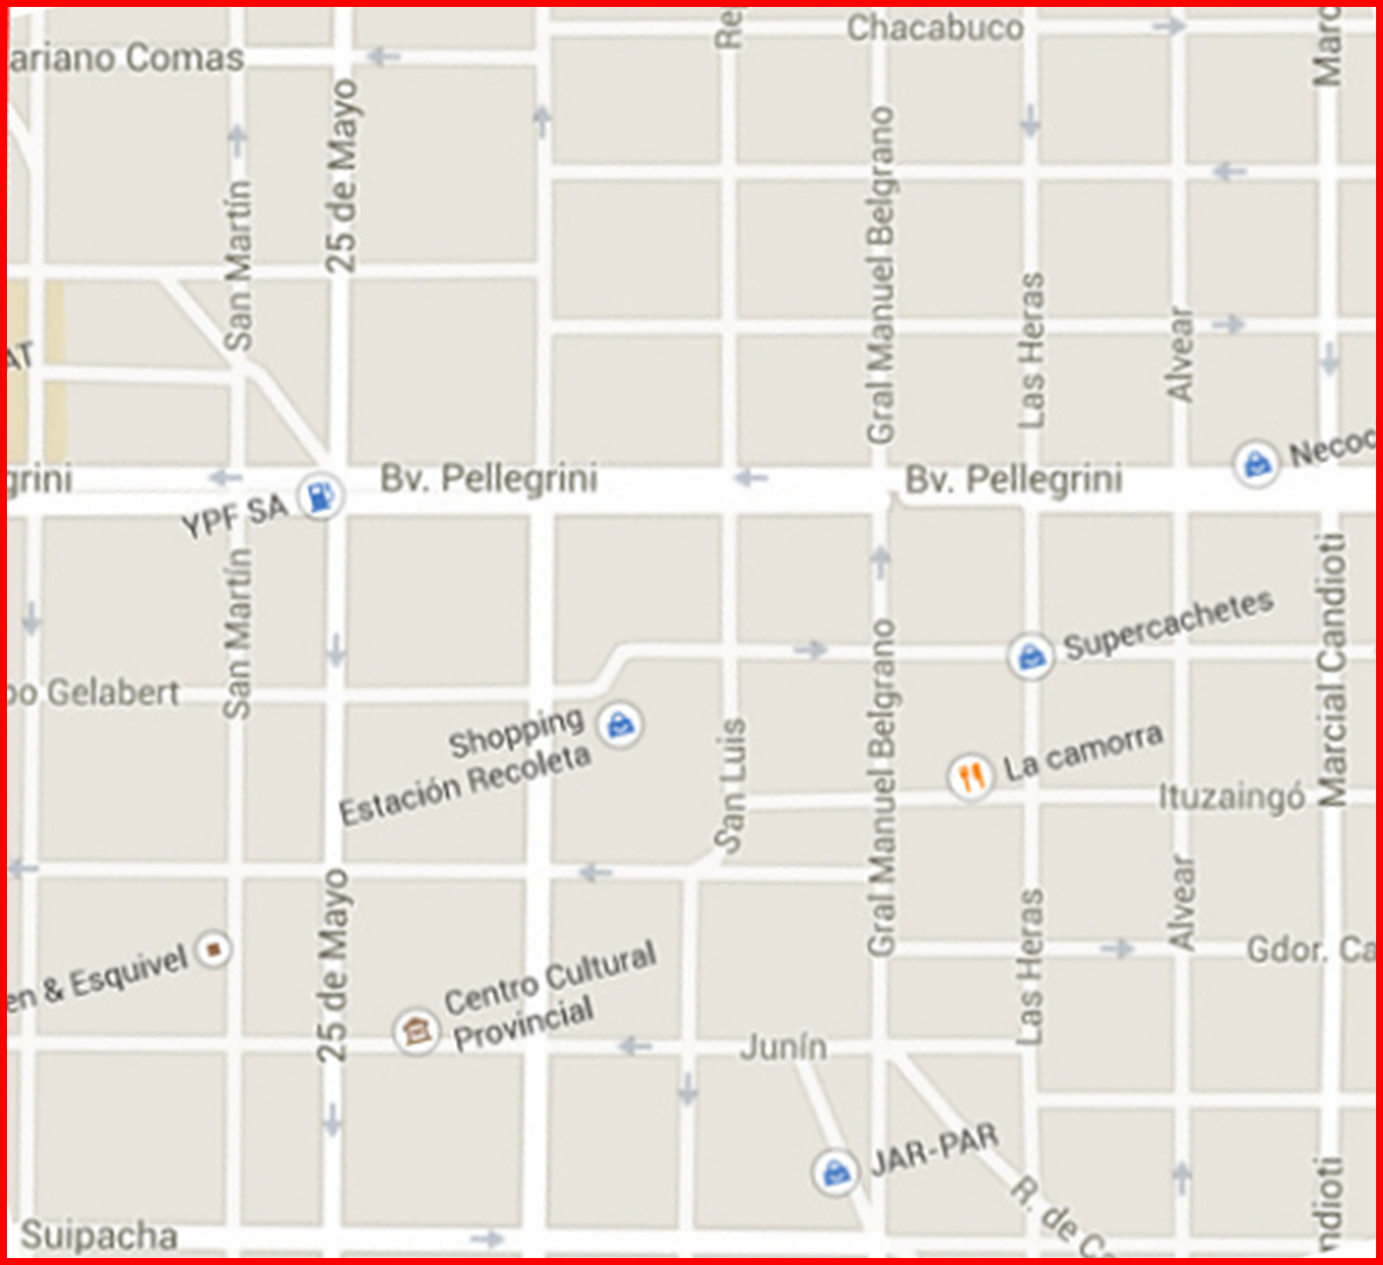 Re
Chacabuco
Marc
ariano Comas
25 de Mayo
San Martín
Gral Manuel Belgrano
Las Heras
Alvear
AT
Necoc
grini
Bv. Pellegrini
Bv. Pellegrini
YPF SA
San Martín
Marcial Candioti
Supercachetes
Gral Manuel Belgrano
oo Gelabert
Shopping
Estación Recoleta
San Luis
La camorra
Ituzaingó
25 de Mayo
Las Heras
Alvear
Gdor. Ca
en & Esquivel
Centro Cultural
Provincial
Junín
JAR-PAR
R. de Co
ndioti
Suipacha